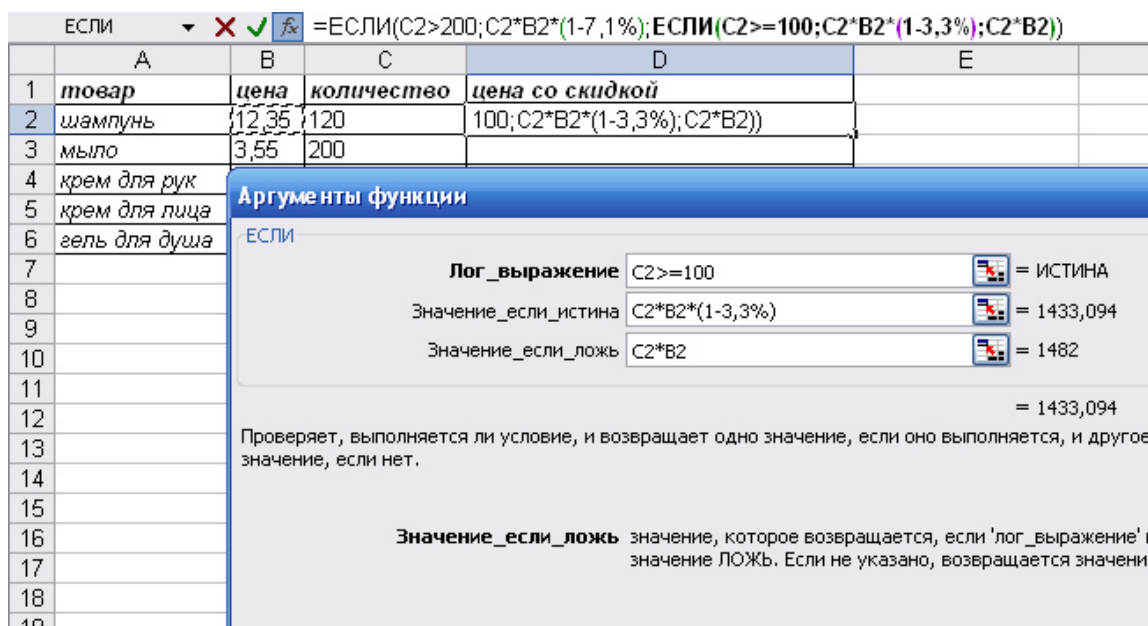 ЕСЛИ =ЕСЛИ(C2>200;C2*B2*(1-7,1%);ЕСЛИ(C2>=100;C2*B2*(1-3,3%);C2*B2))
A B C D E
1 товар цена количество цена со скидкой
2 шампунь 12,35 120 100;C2*B2*(1-3,3%);C2*B2))
3 мыло 3,55 200
4 крем для рук
Аргументы функции
5 крем для лица
6 гель для душа
ЕСЛИ
7
Лог_выражение C2>=100 = ИСТИНА
8
Значение_если_истина C2*B2*(1-3,3%) = 1433,094
9
Значение_если_ложь C2*B2 = 1482
10
11
= 1433,094
12
Проверяет, выполняется ли условие, и возвращает одно значение, если оно выполняется, и другое
13
значение, если нет.
14
15
16
Значение_если_ложь значение, которое возвращается, если 'лог_выражение'
17
значение ЛОЖЬ. Если не указано, возвращается значени
18
19